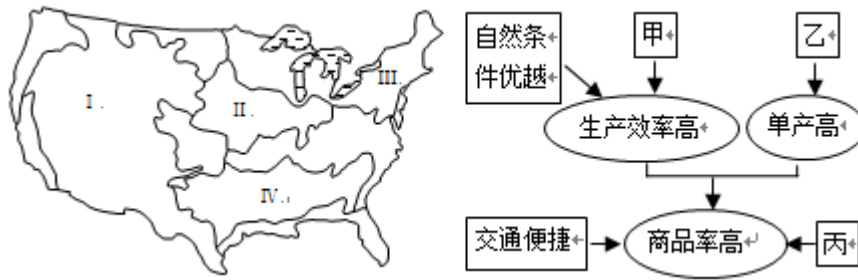 I.
II.
III.
IV.
自然条
件优越
甲
乙
生产效率高
单产高
交通便捷
商品率高
丙